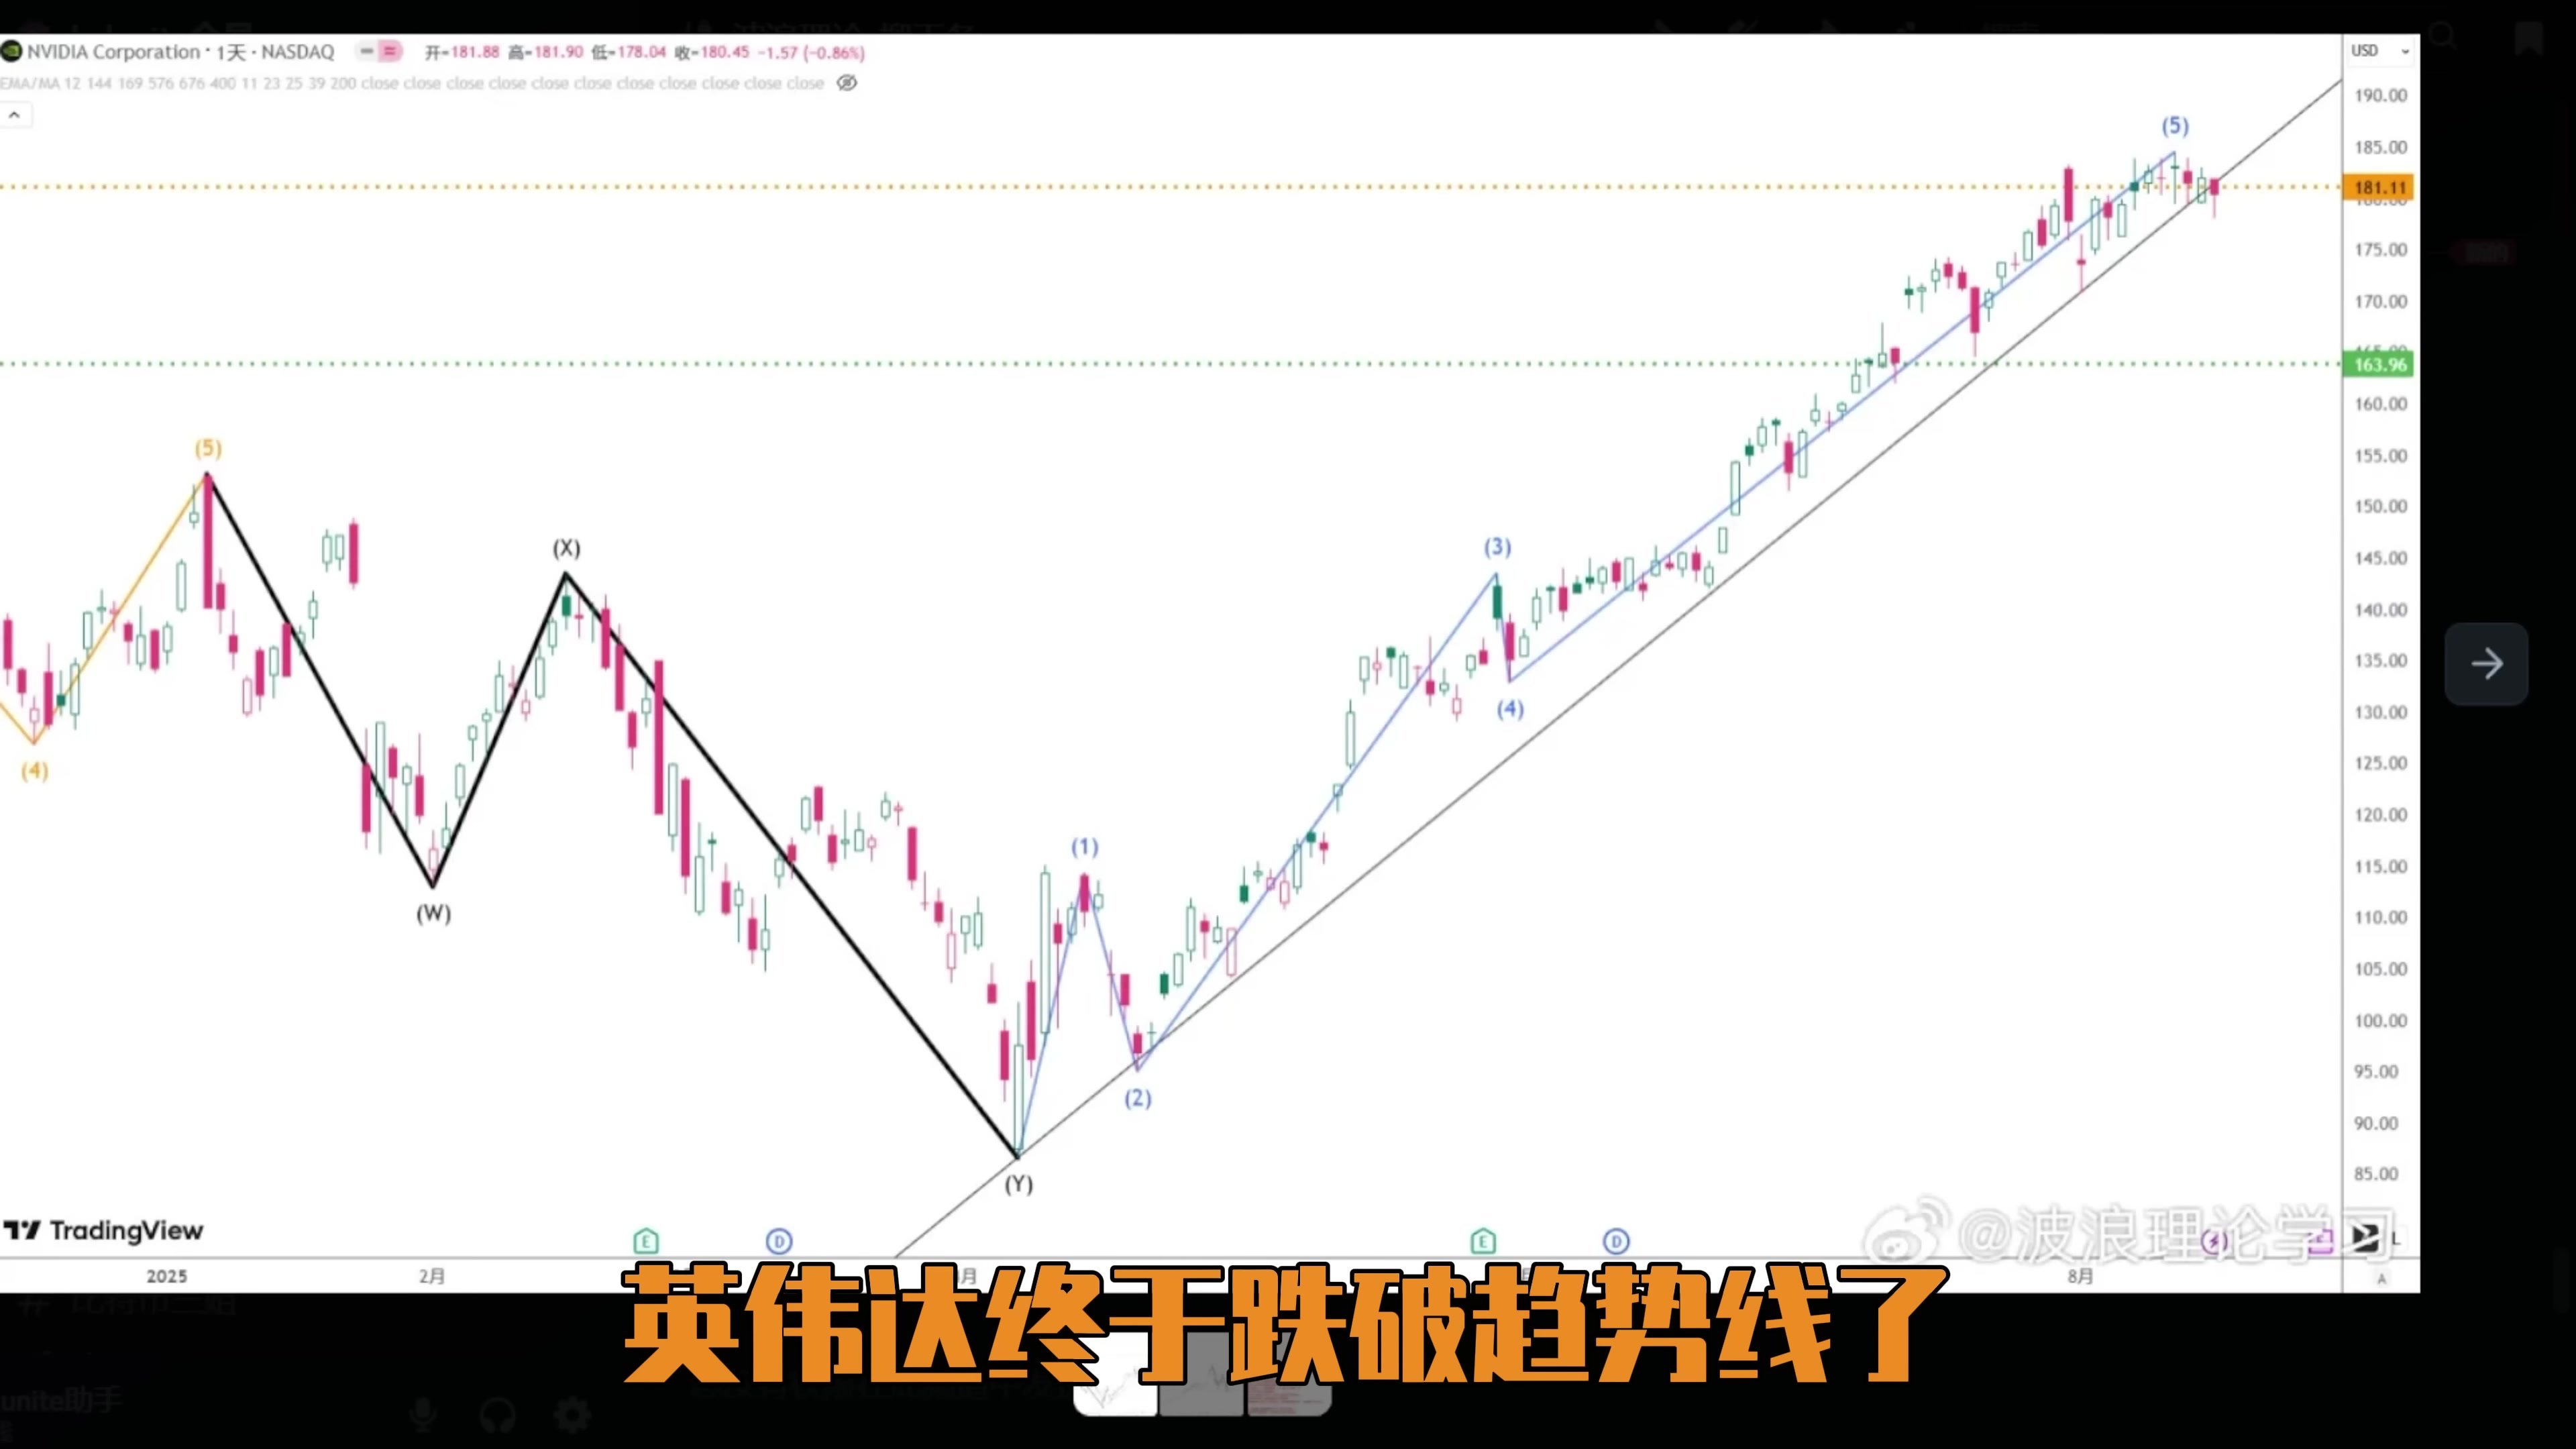 NVIDIA Corporation · 1天 · NASDAQ 开=181.88 高=181.90 低=178.04 收=180.45 −1.57 (−0.86%)
USD
EMA/MA 12 144 169 576 676 400 11 23 25 39 200 close close close close close close close close close close close
190.00
(5)
185.00
181.11
175.00
170.00
163.96
160.00
(5)
155.00
150.00
(X)
(3)
145.00
140.00
135.00
(4)
130.00
(4)
125.00
120.00
(1)
115.00
(W)
110.00
105.00
100.00
95.00
(2)
90.00
(Y)
85.00
TradingView
E
D
E
D
@波浪理论学习
L
2025
2月
月
8月
A
英伟达终于跌破趋势线了
unite助手